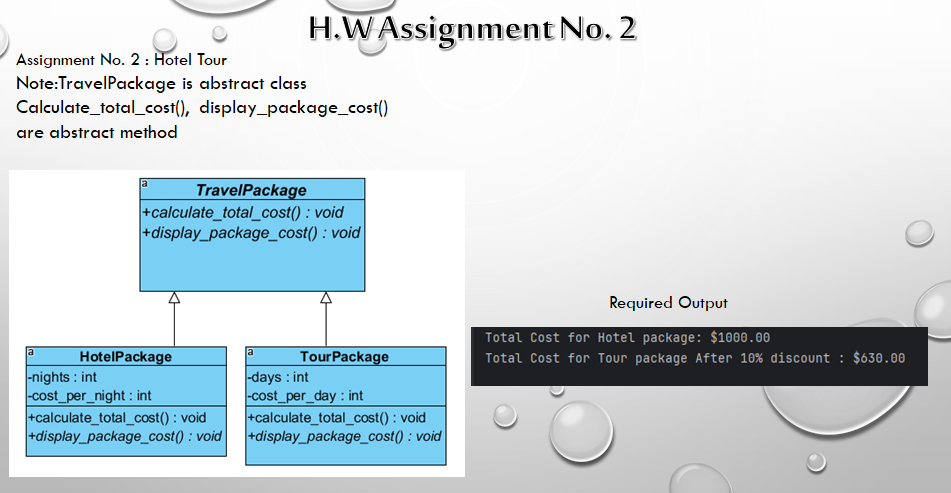 H.W Assignment No. 2
Assignment No. 2 : Hotel Tour
Note:TravelPackage is abstract class
Calculate_total_cost(), display_package_cost()
are abstract method
a
TravelPackage
+calculate_total_cost() : void
+display_package_cost() : void
a
HotelPackage
-nights : int
-cost_per_night : int
+calculate_total_cost() : void
+display_package_cost() : void
a
TourPackage
-days : int
-cost_per_day : int
+calculate_total_cost() : void
+display_package_cost() : void
Required Output
Total Cost for Hotel package: $1000.00
Total Cost for Tour package After 10% discount : $630.00